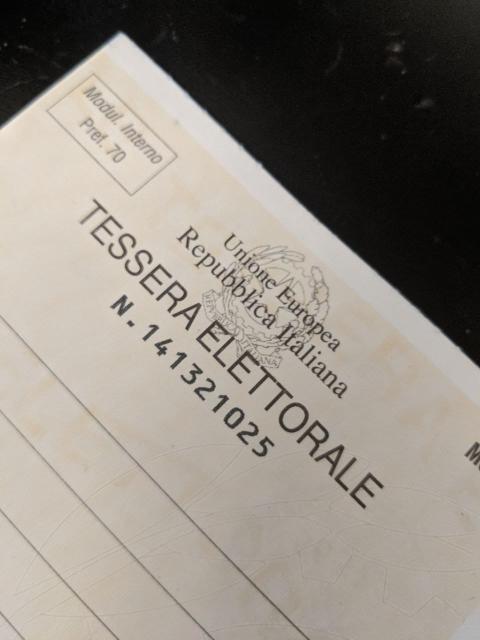 Modul. Interno
Pref. 70
Unione Europea
Repubblica Italiana
TESSERA ELETTORALE
N. 141321025